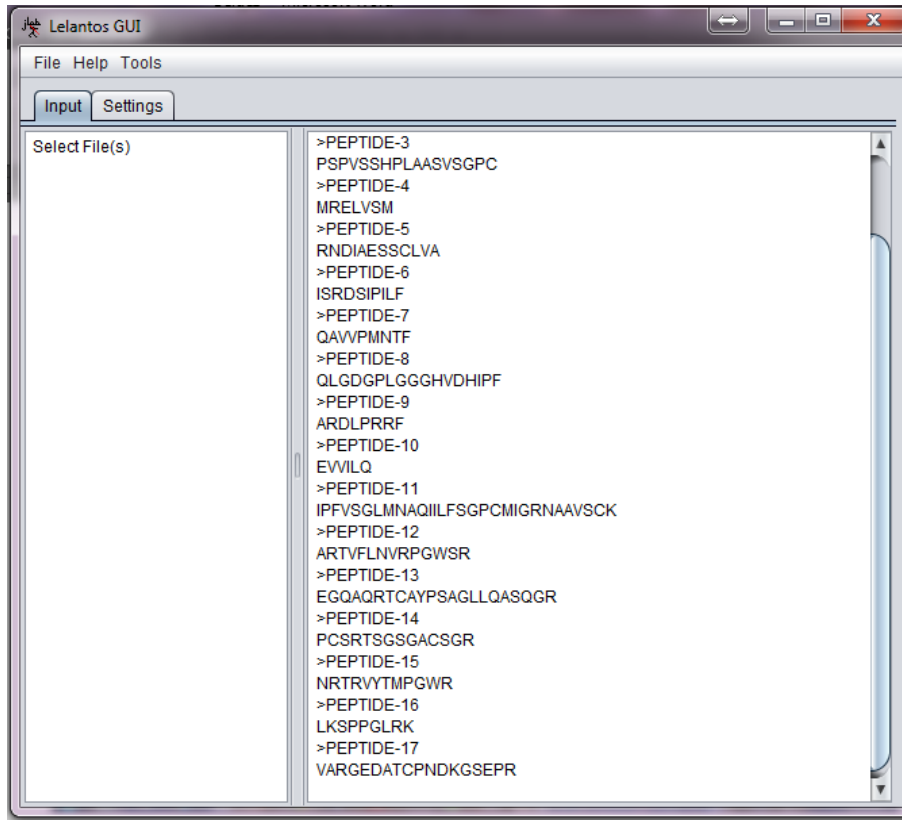 Lelantos GUI
File Help Tools
Input Settings
Select File(s)
>PEPTIDE-3
PSPVSSHPLAASVSGPC
>PEPTIDE-4
MRELVSM
>PEPTIDE-5
RNDIAESSCLVA
>PEPTIDE-6
ISRDSIPILF
>PEPTIDE-7
QAVVPMNTF
>PEPTIDE-8
QLGDGPLGGGHVDHIPF
>PEPTIDE-9
ARDLPRRF
>PEPTIDE-10
EVVILQ
>PEPTIDE-11
IPFVSGLMNAQIILFSGPCMIGRNAAVSCK
>PEPTIDE-12
ARTVFLNVRPGWSR
>PEPTIDE-13
EGQAQRTCAYPSAGLLQASQGR
>PEPTIDE-14
PCSRTSGSGACSGR
>PEPTIDE-15
NRTRVYTMPGWR
>PEPTIDE-16
LKSPPGLRK
>PEPTIDE-17
VARGEDATCPNDKGSEPR